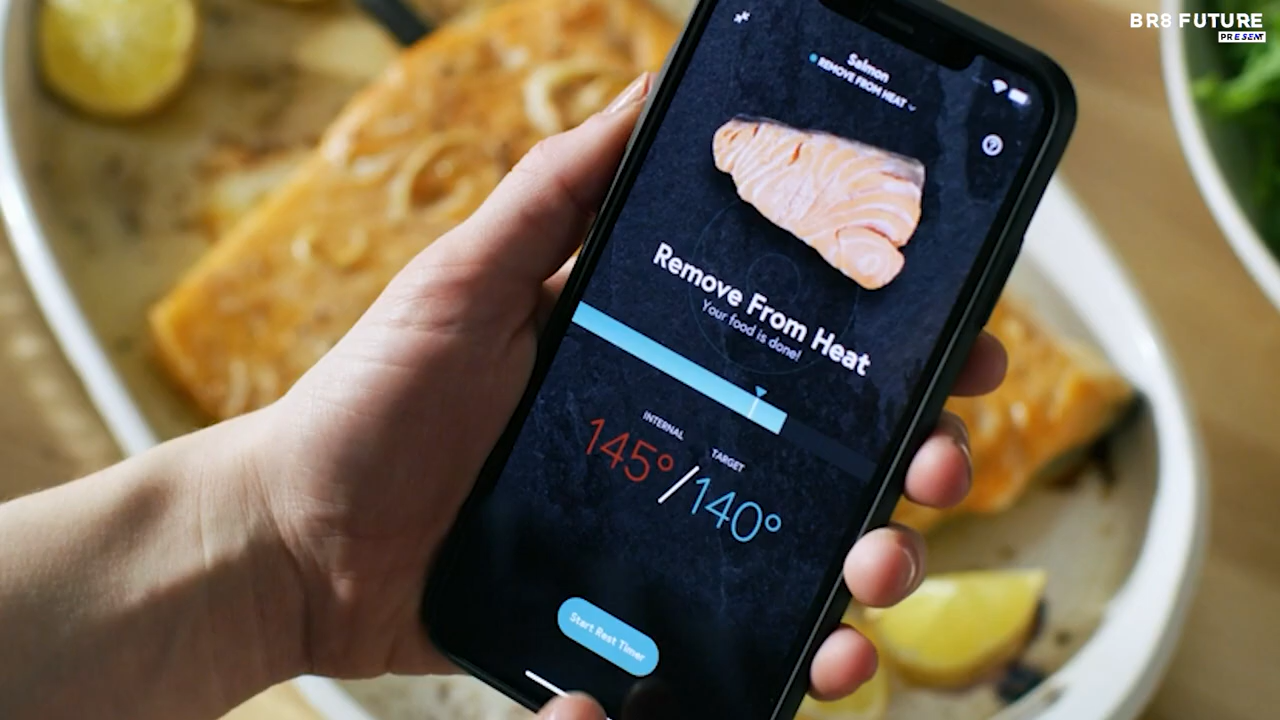 BR8 FUTURE
PRESENT
Salmon
REMOVE FROM HEAT
Remove From Heat
Your food is done!
INTERNAL
TARGET
145°/140°
Start Rest Timer